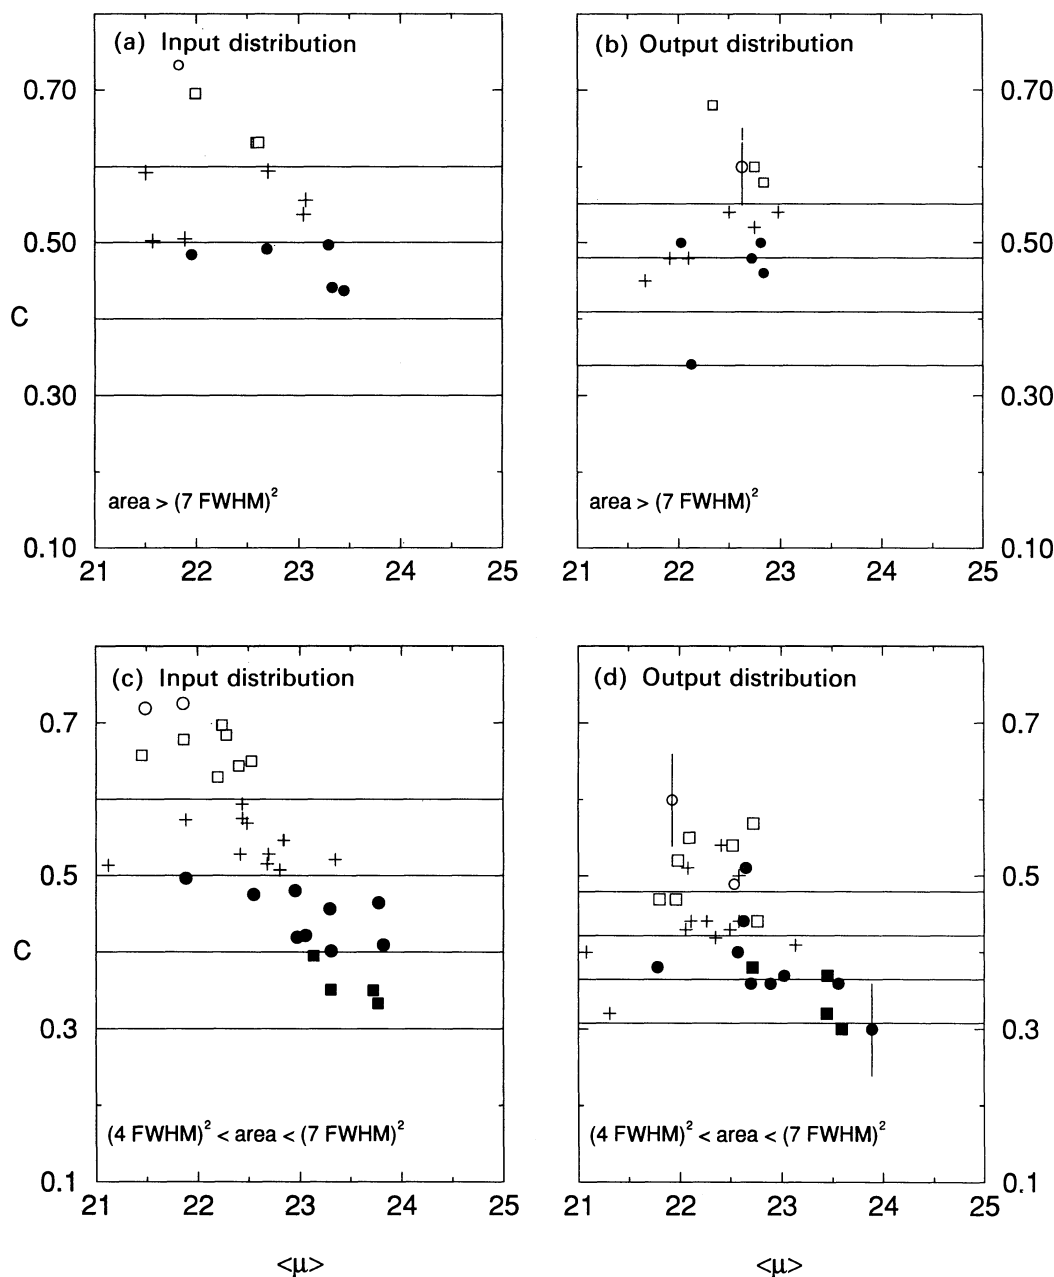 (a) Input distribution
(b) Output distribution
0.70
0.70
0.50
0.50
C
0.30
0.30
area > (7 FWHM)²
area > (7 FWHM)²
0.10
0.10
21 22 23 24 25
21 22 23 24 25
(c) Input distribution
(d) Output distribution
0.7
0.7
0.5
0.5
C
0.3
0.3
(4 FWHM)² < area < (7 FWHM)²
(4 FWHM)² < area < (7 FWHM)²
0.1
0.1
21 22 23 24 25
21 22 23 24 25
<μ>
<μ>